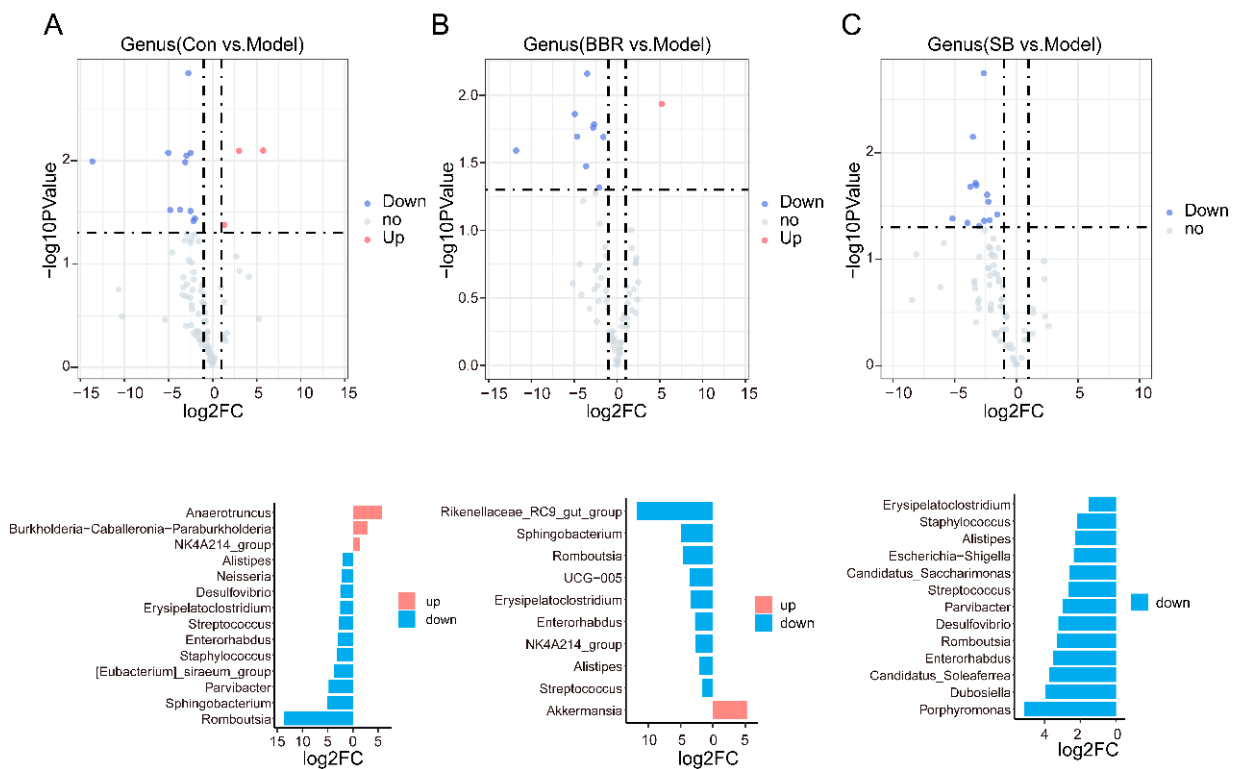 A
Genus(Con vs.Model)
−log10PValue
2
1
0
−15
−10
−5
0
5
10
15
log2FC
Down
no
Up
B
Genus(BBR vs.Model)
−log10PValue
2.0
1.5
1.0
0.5
0.0
−15
−10
−5
0
5
10
15
log2FC
Down
no
Up
C
Genus(SB vs.Model)
−log10PValue
2
1
0
−10
−5
0
5
10
log2FC
Down
no
Anaerotruncus
Burkholderia−Caballeronia−Paraburkholderia
NK4A214_group
Alistipes
Neisseria
Desulfovibrio
Erysipelatoclostridium
Streptococcus
Enterorhabdus
Staphylococcus
[Eubacterium]_siraeum_group
Parvibacter
Sphingobacterium
Romboutsia
10
5
0
5
log2FC
up
down
Rikenellaceae_RC9_gut_group
Sphingobacterium
Romboutsia
UCG−005
Erysipelatoclostridium
Enterorhabdus
NK4A214_group
Alistipes
Streptococcus
Akkermansia
10
5
0
5
log2FC
up
down
Erysipelatoclostridium
Staphylococcus
Alistipes
Escherichia−Shigella
Candidatus_Saccharimonas
Streptococcus
Parvibacter
Desulfovibrio
Romboutsia
Enterorhabdus
Candidatus_Soleaferrea
Dubosiella
Porphyromonas
4
2
0
log2FC
down